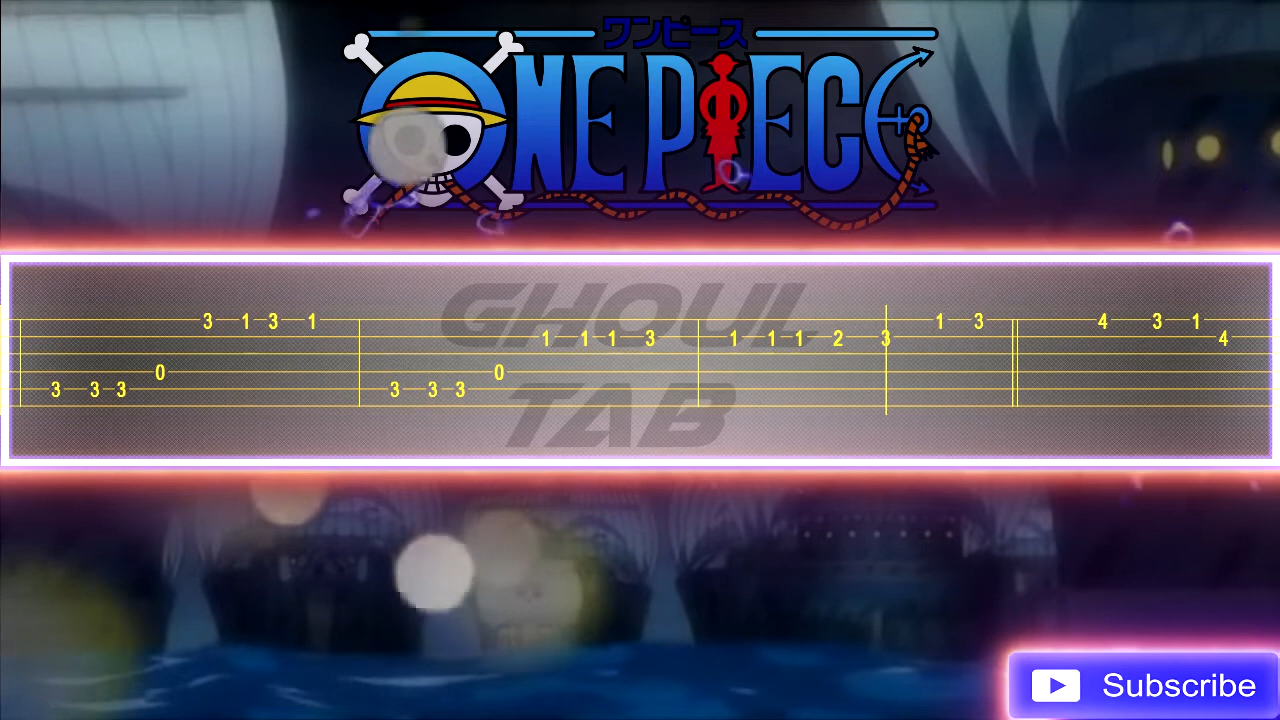 ワンピース
ONE PIECE
GHOUL
3 1 3 1 1 3 4 3 1
1 1 1 3 1 1 1 2 3 4
0 0
3 3 3 3 3 3
TAB
Subscribe